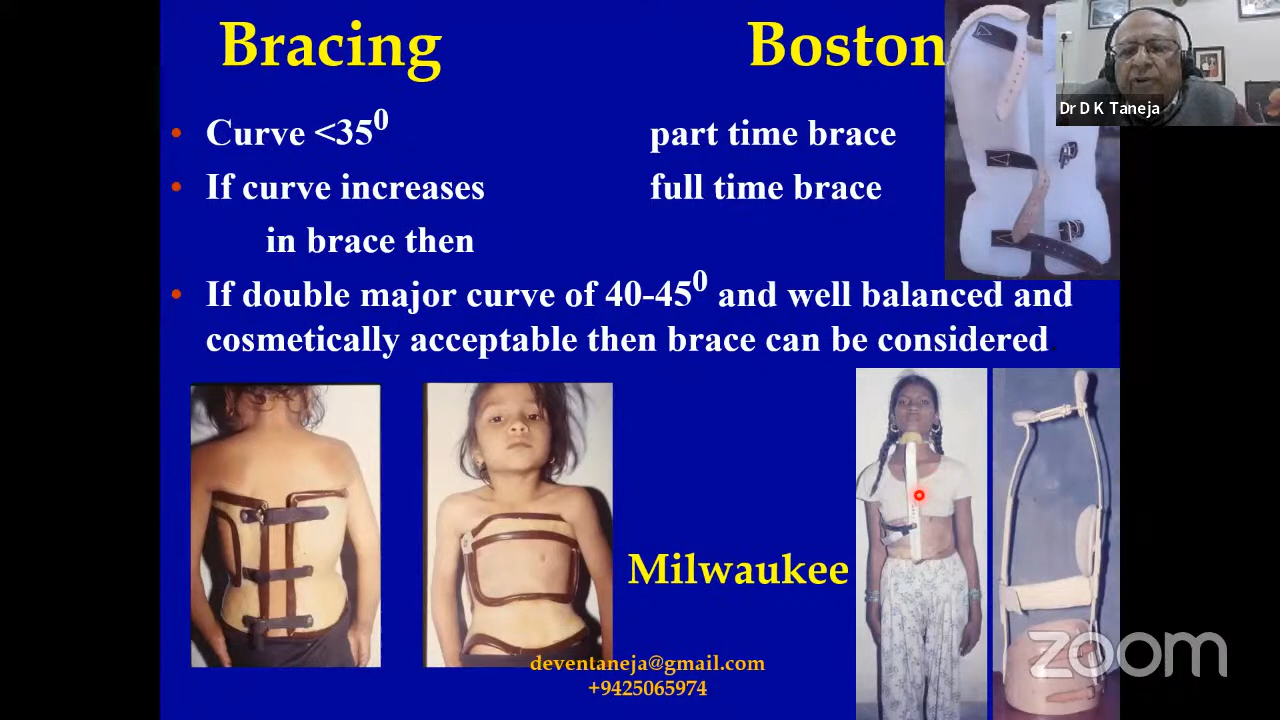 Bracing Boston
Dr D K Taneja
• Curve <35⁰ part time brace
• If curve increases full time brace
in brace then
• If double major curve of 40-45⁰ and well balanced and
cosmetically acceptable then brace can be considered.
Milwaukee
deventaneja@gmail.com
+9425065974
zoom